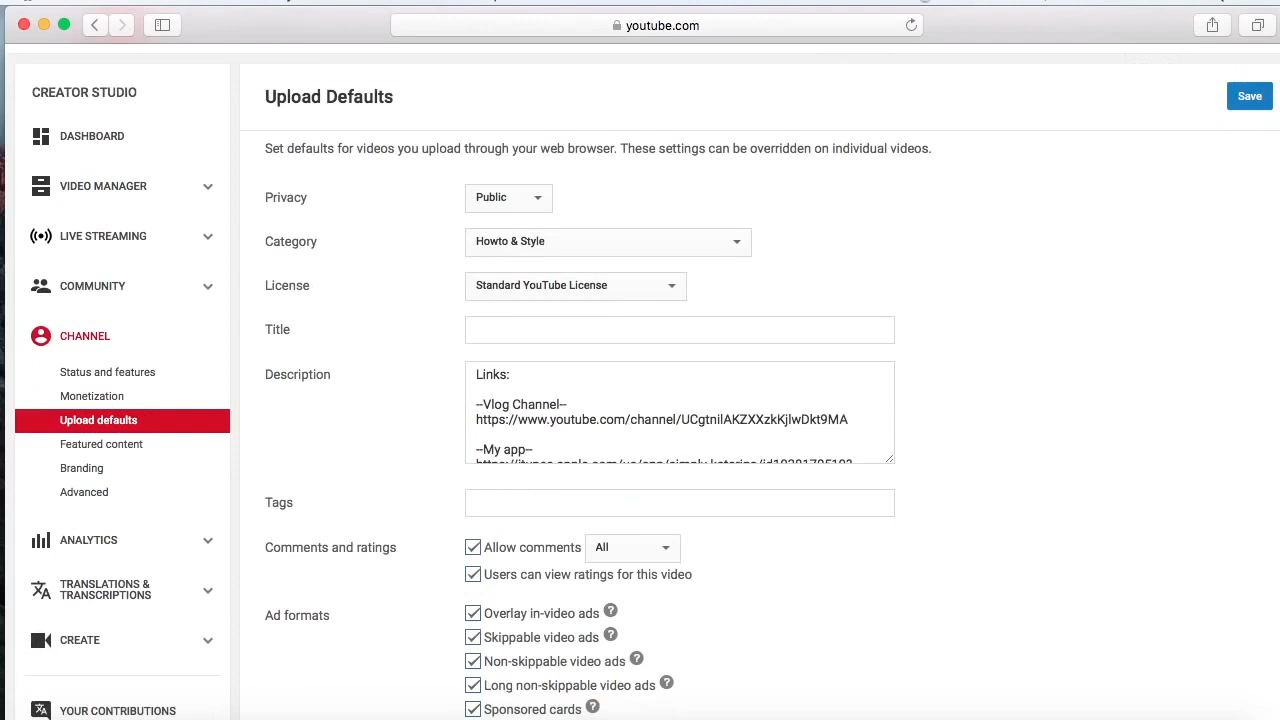 youtube.com
CREATOR STUDIO
DASHBOARD
VIDEO MANAGER
LIVE STREAMING
COMMUNITY
CHANNEL
Status and features
Monetization
Upload defaults
Featured content
Branding
Advanced
ANALYTICS
TRANSLATIONS &
TRANSCRIPTIONS
CREATE
YOUR CONTRIBUTIONS
Upload Defaults
Save
Set defaults for videos you upload through your web browser. These settings can be overridden on individual videos.
Privacy
Public
Category
Howto & Style
License
Standard YouTube License
Title
Description
Links:
--Vlog Channel--
https://www.youtube.com/channel/UCgtnilAKZXXzkKjlwDkt9MA
--My app--
Tags
Comments and ratings
Allow comments
All
Users can view ratings for this video
Ad formats
Overlay in-video ads ?
Skippable video ads ?
Non-skippable video ads ?
Long non-skippable video ads ?
Sponsored cards ?